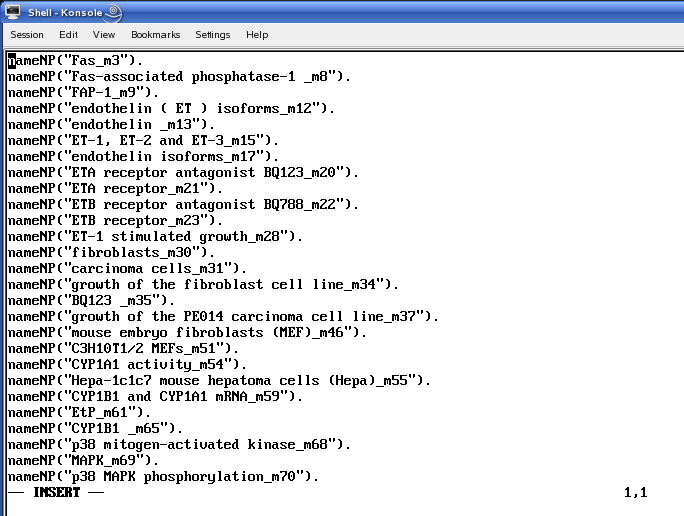 Shell - Konsole
Session Edit View Bookmarks Settings Help
nameNP("Fas_m3").
nameNP("Fas-associated phosphatase-1 _m8").
nameNP("FAP-1_m9").
nameNP("endothelin ( ET ) isoforms_m12").
nameNP("endothelin _m13").
nameNP("ET-1, ET-2 and ET-3_m15").
nameNP("endothelin isoforms_m17").
nameNP("ETA receptor antagonist BQ123_m20").
nameNP("ETA receptor_m21").
nameNP("ETB receptor antagonist BQ788_m22").
nameNP("ETB receptor_m23").
nameNP("ET-1 stimulated growth_m28").
nameNP("fibroblasts_m30").
nameNP("carcinoma cells_m31").
nameNP("growth of the fibroblast cell line_m34").
nameNP("BQ123 _m35").
nameNP("growth of the PE014 carcinoma cell line_m37").
nameNP("mouse embryo fibroblasts (MEF)_m46").
nameNP("C3H10T1/2 MEFs_m51").
nameNP("CYP1A1 activity_m54").
nameNP("Hepa-1c1c7 mouse hepatoma cells (Hepa)_m55").
nameNP("CYP1B1 and CYP1A1 mRNA_m59").
nameNP("EtP_m61").
nameNP("CYP1B1 _m65").
nameNP("p38 mitogen-activated kinase_m68").
nameNP("MAPK_m69").
nameNP("p38 MAPK phosphorylation_m70").
-- INSERT -- 1,1